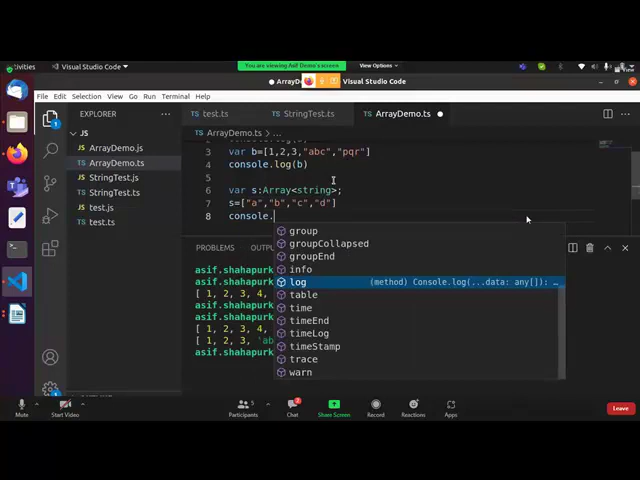 You are viewing Asif Demo's screen
View Options
tivities
Visual Studio Code
View
ArrayDemo
Visual Studio Code
File Edit Selection View Go Run Terminal Help
EXPLORER
JS
ArrayDemo.js
ArrayDemo.ts
StringTest.js
StringTest.ts
test.js
test.ts
test.ts
StringTest.ts
ArrayDemo.ts
ArrayDemo.ts > ...
3 var b=[1,2,3,"abc","pqr"]
4 console.log(b)
6 var s:Array<string>;
7 s=["a","b","c","d"]
8 console.
group
groupCollapsed
groupEnd
info
log (method) Console.log(...data: any[]): ...
table
time
timeEnd
timeLog
timeStamp
trace
warn
PROBLEMS OUTPU
asif.shahapurk
[ 1, 2, 3, 4,
asif.shahapurk
[ 1, 2, 3, 4,
[ 1, 2, 3, 'ab
asif.shahapurk
Mute
Start Video
Participants
5
Chat
2
Share Screen
Record
Reactions
Apps
Leave